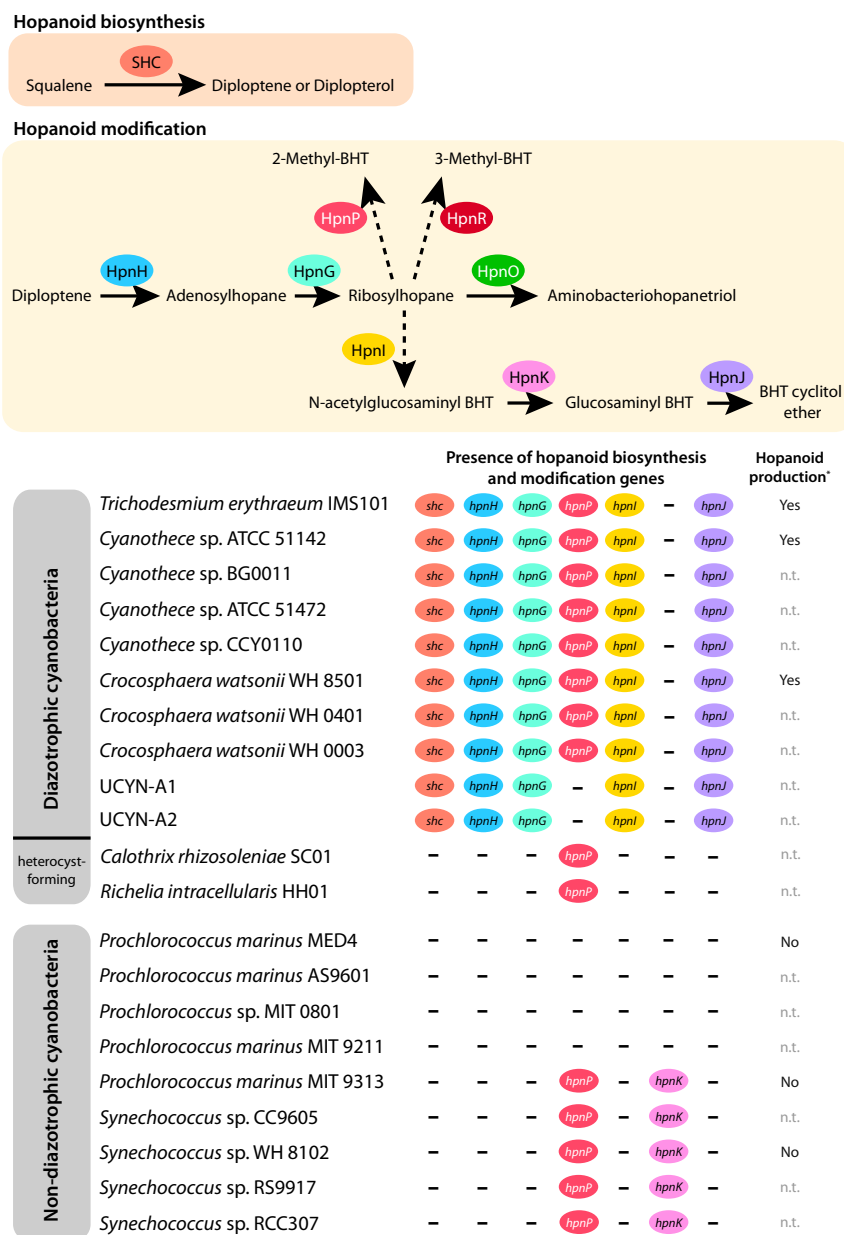 Hopanoid biosynthesis
SHC
Squalene Diploptene or Diplopterol
Hopanoid modification
2-Methyl-BHT 3-Methyl-BHT
HpnP HpnR
HpnH HpnG HpnO
Diploptene Adenosylhopane Ribosylhopane Aminobacteriohopanetriol
HpnI
HpnK HpnJ
N-acetylglucosaminyl BHT Glucosaminyl BHT BHT cyclitol
ether
Presence of hopanoid biosynthesis
and modification genes
Hopanoid
production*
Diazotrophic cyanobacteria
Trichodesmium erythraeum IMS101 shc hpnH hpnG hpnP hpnI – hpnJ Yes
Cyanothece sp. ATCC 51142 shc hpnH hpnG hpnP hpnI – hpnJ Yes
Cyanothece sp. BG0011 shc hpnH hpnG hpnP hpnI – hpnJ n.t.
Cyanothece sp. ATCC 51472 shc hpnH hpnG hpnP hpnI – hpnJ n.t.
Cyanothece sp. CCY0110 shc hpnH hpnG hpnP hpnI – hpnJ n.t.
Crocosphaera watsonii WH 8501 shc hpnH hpnG hpnP hpnI – hpnJ Yes
Crocosphaera watsonii WH 0401 shc hpnH hpnG hpnP hpnI – hpnJ n.t.
Crocosphaera watsonii WH 0003 shc hpnH hpnG hpnP hpnI – hpnJ n.t.
UCYN-A1 shc hpnH hpnG – hpnI – hpnJ n.t.
UCYN-A2 shc hpnH hpnG – hpnI – hpnJ n.t.
heterocyst-
forming
Calothrix rhizosoleniae SC01 – – – hpnP – – – n.t.
Richelia intracellularis HH01 – – – hpnP – – – n.t.
Non-diazotrophic cyanobacteria
Prochlorococcus marinus MED4 – – – – – – – No
Prochlorococcus marinus AS9601 – – – – – – – n.t.
Prochlorococcus sp. MIT 0801 – – – – – – – n.t.
Prochlorococcus marinus MIT 9211 – – – – – – – n.t.
Prochlorococcus marinus MIT 9313 – – – hpnP – hpnK – No
Synechococcus sp. CC9605 – – – hpnP – hpnK – n.t.
Synechococcus sp. WH 8102 – – – hpnP – hpnK – No
Synechococcus sp. RS9917 – – – hpnP – hpnK – n.t.
Synechococcus sp. RCC307 – – – hpnP – hpnK – n.t.